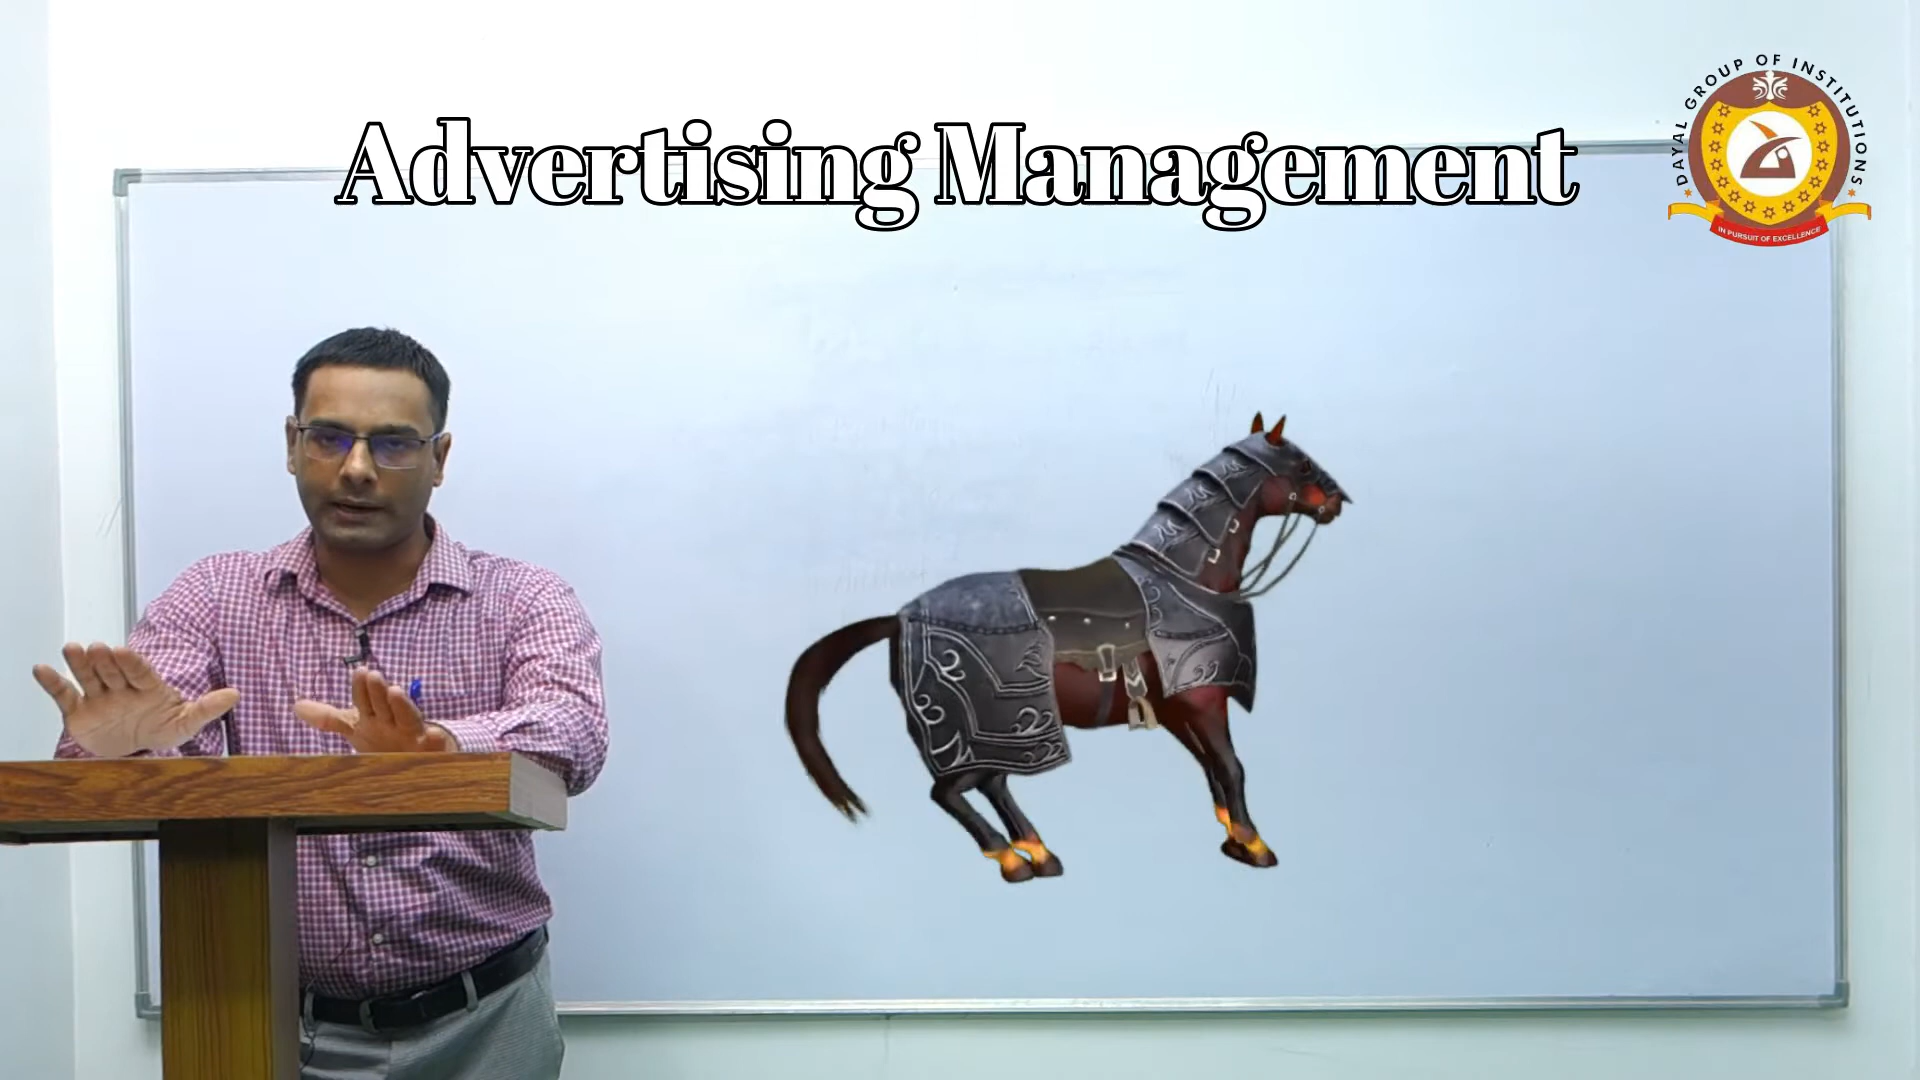 Advertising Management
DAYAL GROUP OF INSTITUTIONS
IN PURSUIT OF EXCELLENCE